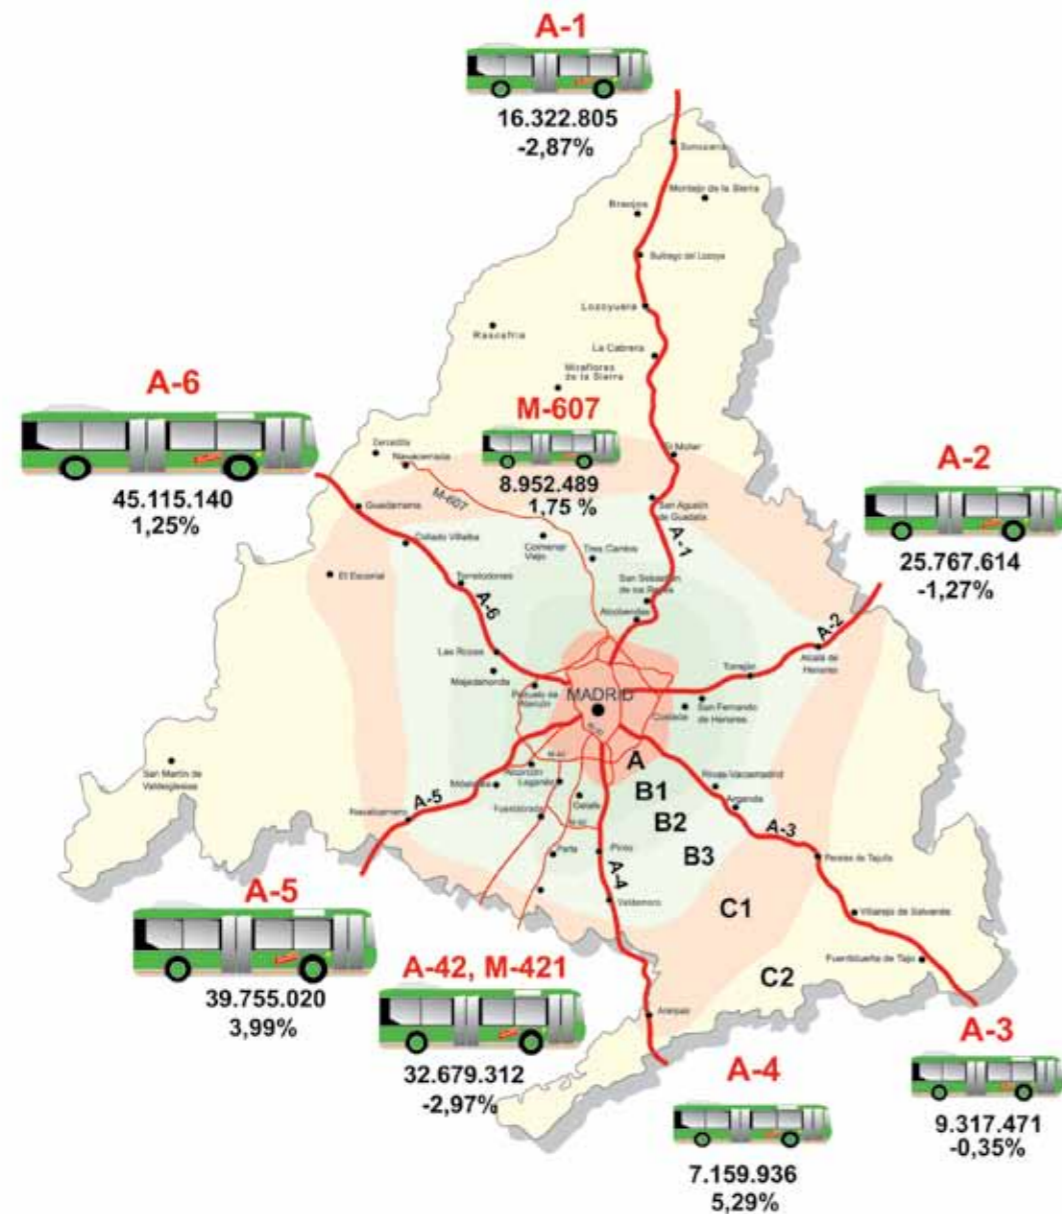 A-1
16.322.805
-2,87%
Somosierra
Montejo de la Sierra
Braojos
Buitrago del Lozoya
Lozoyuela
Rascafría
La Cabrera
Miraflores
de la Sierra
A-6
45.115.140
1,25%
M-607
8.952.489
1,75 %
A-2
25.767.614
-1,27%
El Molar
Cercedilla
Navacerrada
M-607
Guadarrama
San Agustín
de Guadalix
A-1
Collado Villalba
Colmenar
Viejo
Tres Cantos
El Escorial
Torrelodones
A-6
San Sebastián
de los Reyes
Alcobendas
A-2
Las Rozas
Majadahonda
Pozuelo de
Alarcón
MADRID
Torrejón
Alcalá de
Henares
Coslada
San Fernando
de Henares
San Martín de
Valdeiglesias
Móstoles
Alcorcón
Leganés
Getafe
Fuenlabrada
Parla
Pinto
Valdemoro
Navalcarnero
A-5
A-4
A
B1
B2
B3
C1
C2
Rivas-Vaciamadrid
Arganda
A-3
Perales de Tajuña
Villarejo de Salvanés
Fuentidueña de Tajo
Aranjuez
A-5
39.755.020
3,99%
A-42, M-421
32.679.312
-2,97%
A-4
7.159.936
5,29%
A-3
9.317.471
-0,35%